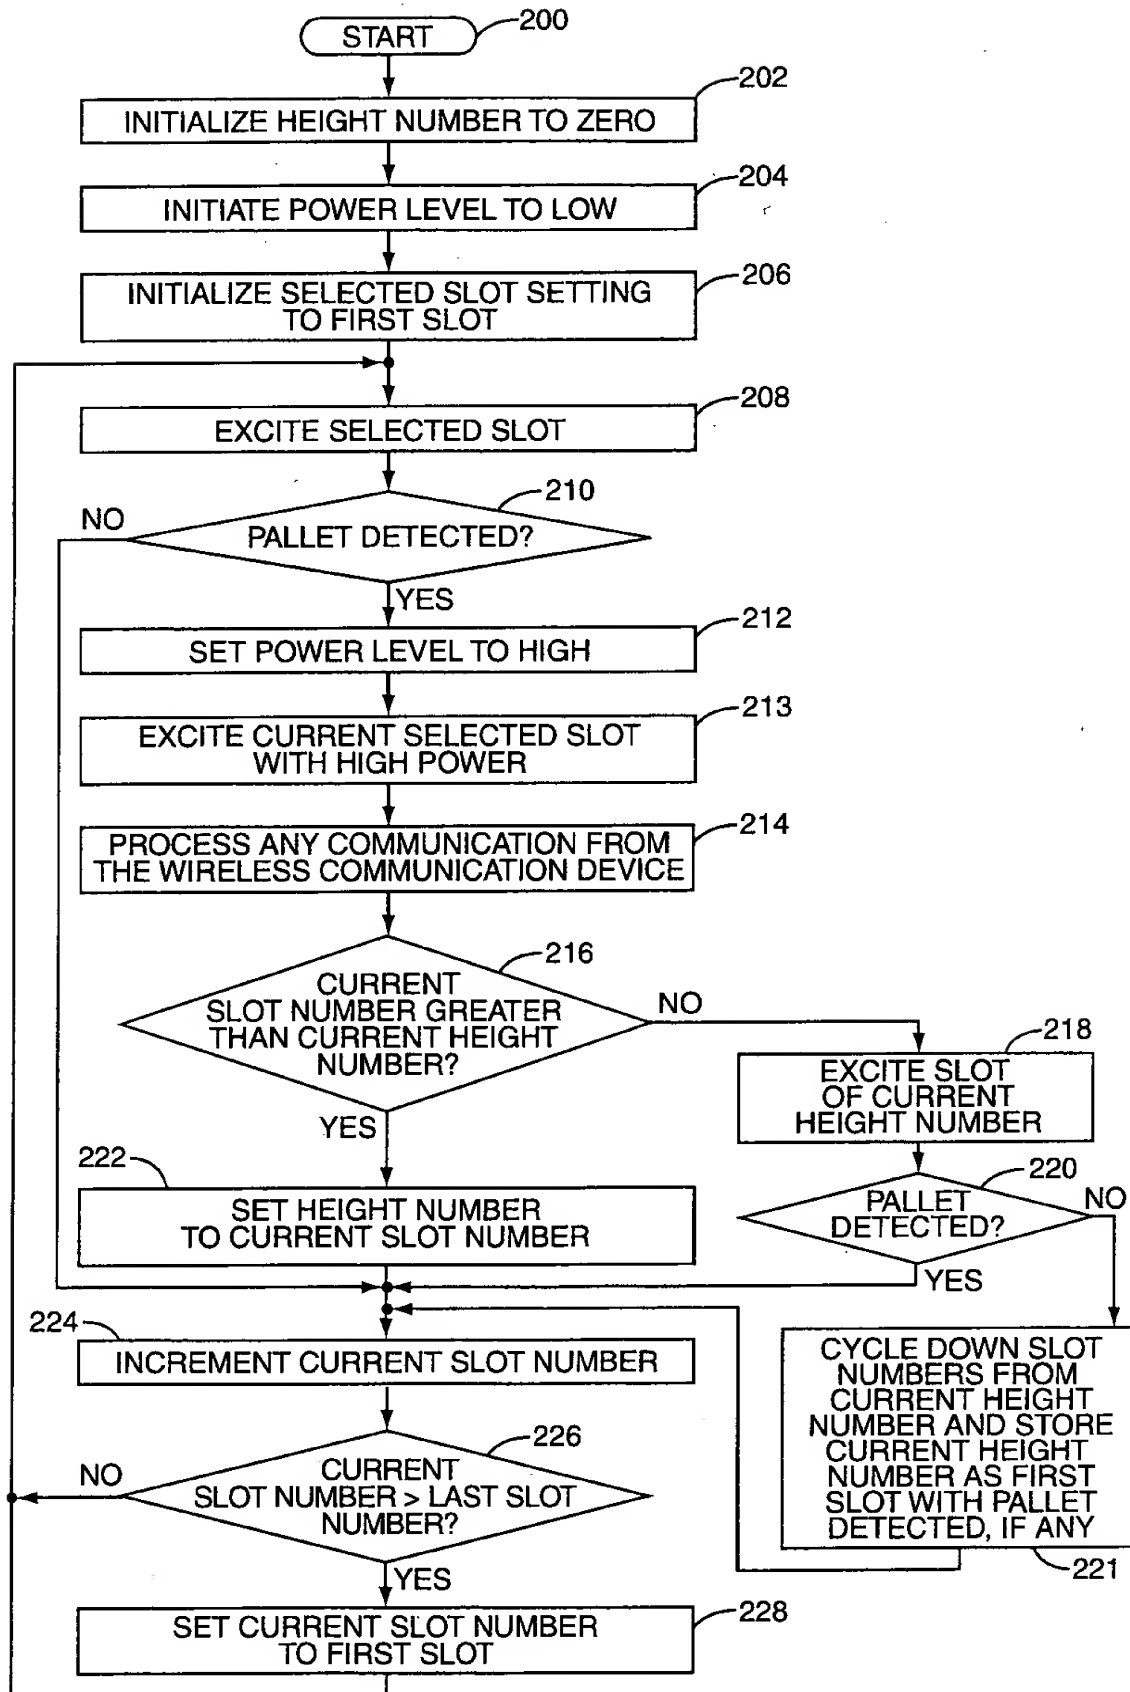 START
200
202
INITIALIZE HEIGHT NUMBER TO ZERO
204
INITIATE POWER LEVEL TO LOW
206
INITIALIZE SELECTED SLOT SETTING
TO FIRST SLOT
208
EXCITE SELECTED SLOT
210
NO
PALLET DETECTED?
YES
212
SET POWER LEVEL TO HIGH
213
EXCITE CURRENT SELECTED SLOT
WITH HIGH POWER
214
PROCESS ANY COMMUNICATION FROM
THE WIRELESS COMMUNICATION DEVICE
216
CURRENT
SLOT NUMBER GREATER
THAN CURRENT HEIGHT
NUMBER?
NO
YES
218
EXCITE SLOT
OF CURRENT
HEIGHT NUMBER
220
PALLET
DETECTED?
NO
YES
222
SET HEIGHT NUMBER
TO CURRENT SLOT NUMBER
CYCLE DOWN SLOT
NUMBERS FROM
CURRENT HEIGHT
NUMBER AND STORE
CURRENT HEIGHT
NUMBER AS FIRST
SLOT WITH PALLET
DETECTED, IF ANY
221
224
INCREMENT CURRENT SLOT NUMBER
226
NO
CURRENT
SLOT NUMBER > LAST SLOT
NUMBER?
YES
228
SET CURRENT SLOT NUMBER
TO FIRST SLOT